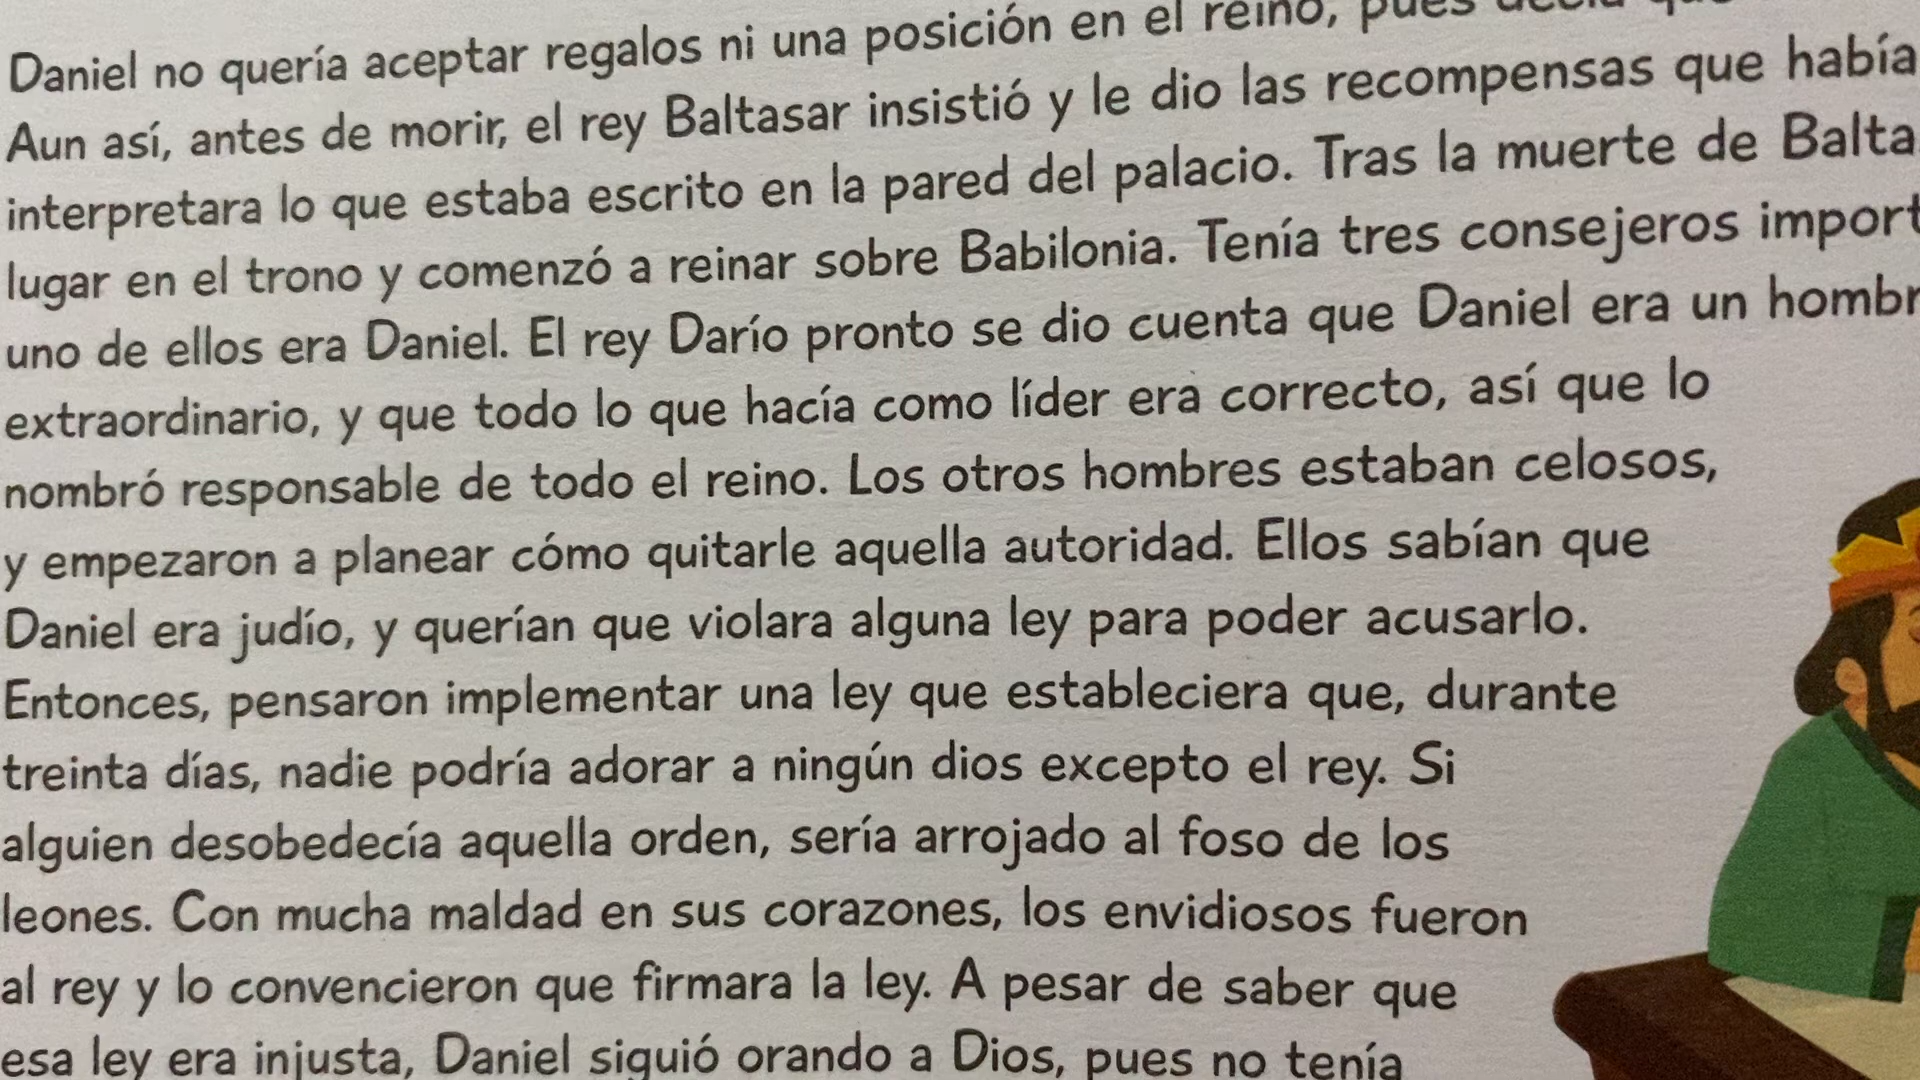 Daniel no quería aceptar regalos ni una posición en el reino, pues decía
Aun así, antes de morir, el rey Baltasar insistió y le dio las recompensas que había
interpretara lo que estaba escrito en la pared del palacio. Tras la muerte de Balta
lugar en el trono y comenzó a reinar sobre Babilonia. Tenía tres consejeros import
uno de ellos era Daniel. El rey Darío pronto se dio cuenta que Daniel era un hombr
extraordinario, y que todo lo que hacía como líder era correcto, así que lo
nombró responsable de todo el reino. Los otros hombres estaban celosos,
y empezaron a planear cómo quitarle aquella autoridad. Ellos sabían que
Daniel era judío, y querían que violara alguna ley para poder acusarlo.
Entonces, pensaron implementar una ley que estableciera que, durante
treinta días, nadie podría adorar a ningún dios excepto el rey. Si
alguien desobedecía aquella orden, sería arrojado al foso de los
leones. Con mucha maldad en sus corazones, los envidiosos fueron
al rey y lo convencieron que firmara la ley. A pesar de saber que
esa ley era injusta, Daniel siguió orando a Dios, pues no tenía